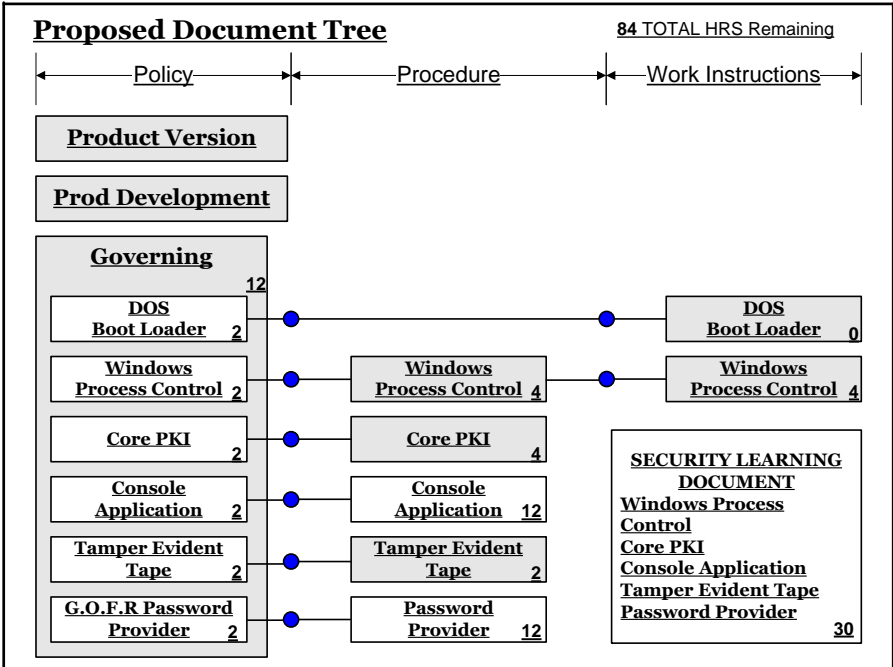 Proposed Document Tree
84 TOTAL HRS Remaining
Policy
Procedure
Work Instructions
Product Version
Prod Development
Governing
12
DOS
Boot Loader 2
DOS
Boot Loader 0
Windows
Process Control 2
Windows
Process Control 4
Windows
Process Control 4
Core PKI
2
Core PKI
4
Console
Application 2
Console
Application 12
Tamper Evident
Tape 2
Tamper Evident
Tape 2
G.O.F.R Password
Provider 2
Password
Provider 12
SECURITY LEARNING
DOCUMENT
Windows Process
Control
Core PKI
Console Application
Tamper Evident Tape
Password Provider
30